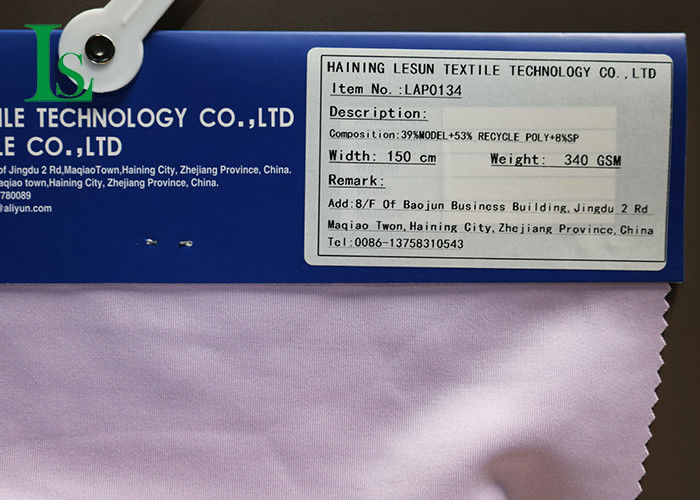 LS
ILE TECHNOLOGY CO.,LTD
LE CO.,LTD
of Jingdu 2 Rd,MaqiaoTown,Haining City, Zhejiang Province, China.
aqiao town,Haining City, Zhejiang Province, China.
780089
@aliyun.com
HAINING LESUN TEXTILE TECHNOLOGY CO.,LTD
Item No.:LAP0134
Description:
Composition:39%MODEL+53% RECYCLE POLY+8%SP
Width: 150 cm Weight: 340 GSM
Remark:
Add:8/F Of Baojun Business Building,Jingdu 2 Rd
Maqiao Twon,Haining City,Zhejiang Province,China
Tel:0086-13758310543